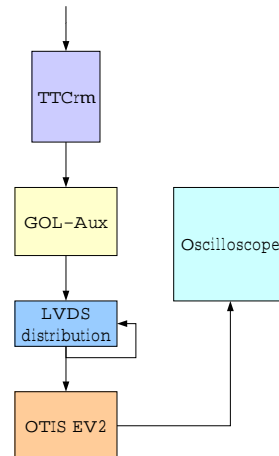 TTCrm
GOL-Aux
Oscilloscope
LVDS
distribution
OTIS EV2